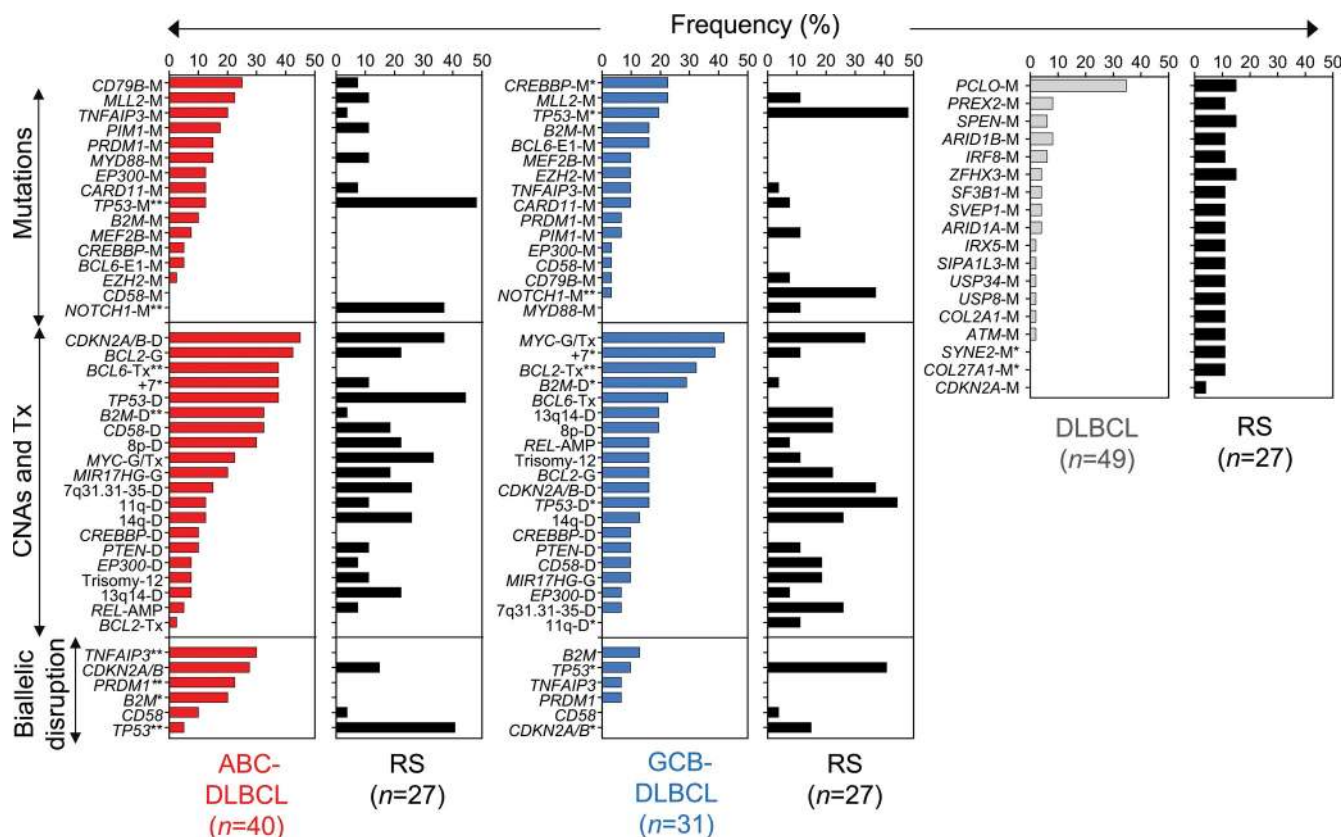 Frequency (%)
0 10 20 30 40 50
0 10 20 30 40 50
0 10 20 30 40 50
0 10 20 30 40 50
0 10 20 30 40 50
0 10 20 30 40 50
Mutations
CD79B-M
MLL2-M
TNFAIP3-M
PIM1-M
PRDM1-M
MYD88-M
EP300-M
CARD11-M
TP53-M**
B2M-M
MEF2B-M
CREBBP-M
BCL6-E1-M
EZH2-M
CD58-M
NOTCH1-M**
CNAs and Tx
CDKN2A/B-D
BCL2-G
BCL6-Tx**
+7*
TP53-D
B2M-D**
CD58-D
8p-D
MYC-G/Tx
MIR17HG-G
7q31.31-35-D
11q-D
14q-D
CREBBP-D
PTEN-D
EP300-D
Trisomy-12
13q14-D
REL-AMP
BCL2-Tx
Biallelic
disruption
TNFAIP3**
CDKN2A/B
PRDM1**
B2M*
CD58
TP53**
ABC-
DLBCL
(n=40)
RS
(n=27)
CREBBP-M*
MLL2-M
TP53-M*
B2M-M
BCL6-E1-M
MEF2B-M
EZH2-M
TNFAIP3-M
CARD11-M
PRDM1-M
PIM1-M
EP300-M
CD58-M
CD79B-M
NOTCH1-M**
MYD88-M
MYC-G/Tx
+7*
BCL2-Tx**
B2M-D*
BCL6-Tx
13q14-D
8p-D
REL-AMP
Trisomy-12
BCL2-G
CDKN2A/B-D
TP53-D*
14q-D
CREBBP-D
PTEN-D
CD58-D
MIR17HG-G
EP300-D
7q31.31-35-D
11q-D*
B2M
TP53*
TNFAIP3
PRDM1
CD58
CDKN2A/B*
GCB-
DLBCL
(n=31)
RS
(n=27)
PCLO-M
PREX2-M
SPEN-M
ARID1B-M
IRF8-M
ZFHX3-M
SF3B1-M
SVEP1-M
ARID1A-M
IRX5-M
SIPA1L3-M
USP34-M
USP8-M
COL2A1-M
ATM-M
SYNE2-M*
COL27A1-M*
CDKN2A-M
DLBCL
(n=49)
RS
(n=27)